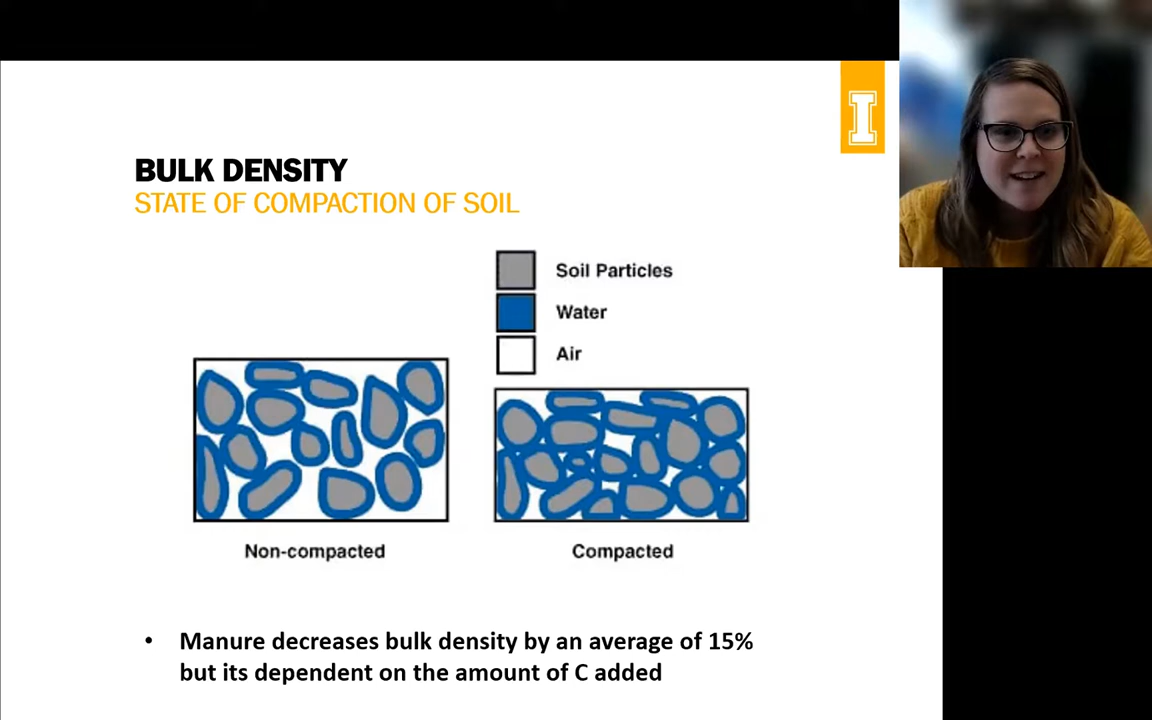 I
BULK DENSITY
STATE OF COMPACTION OF SOIL
Soil Particles
Water
Air
Non-compacted
Compacted
• Manure decreases bulk density by an average of 15%
but its dependent on the amount of C added